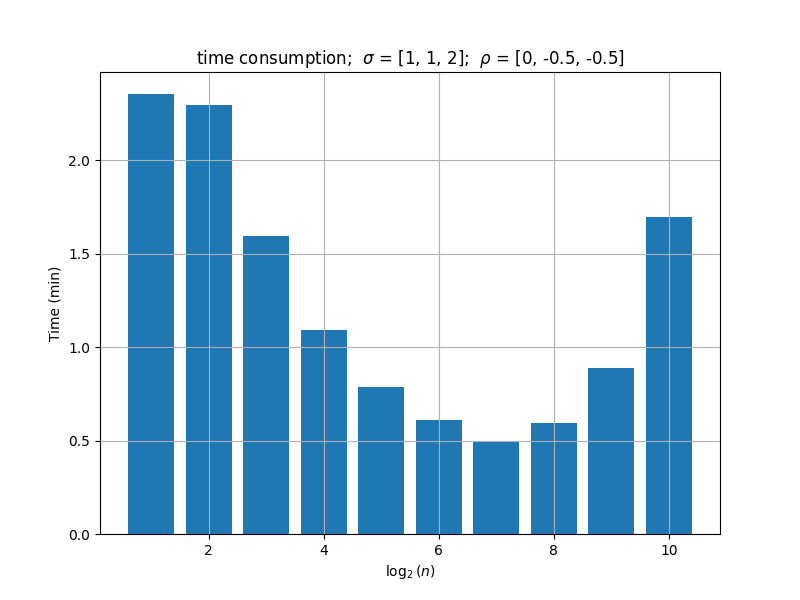 time consumption; σ = [1, 1, 2]; ρ = [0, -0.5, -0.5]
Time (min)
2.0
1.5
1.0
0.5
0.0
2 4 6 8 10
log₂(n)